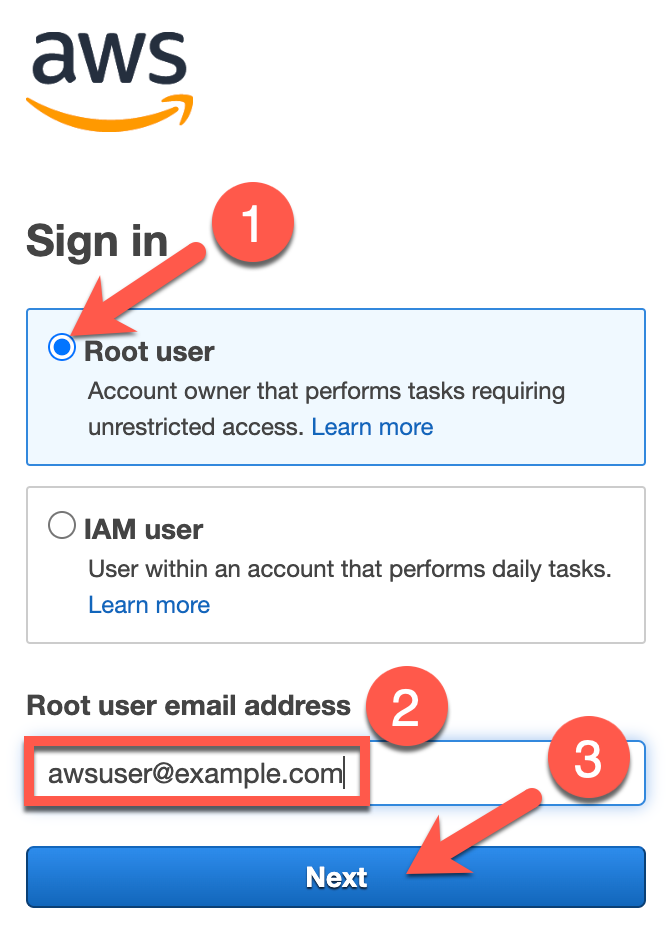 aws
Sign in
1
Root user
Account owner that performs tasks requiring
unrestricted access. Learn more
IAM user
User within an account that performs daily tasks.
Learn more
Root user email address
2
awsuser@example.com
3
Next